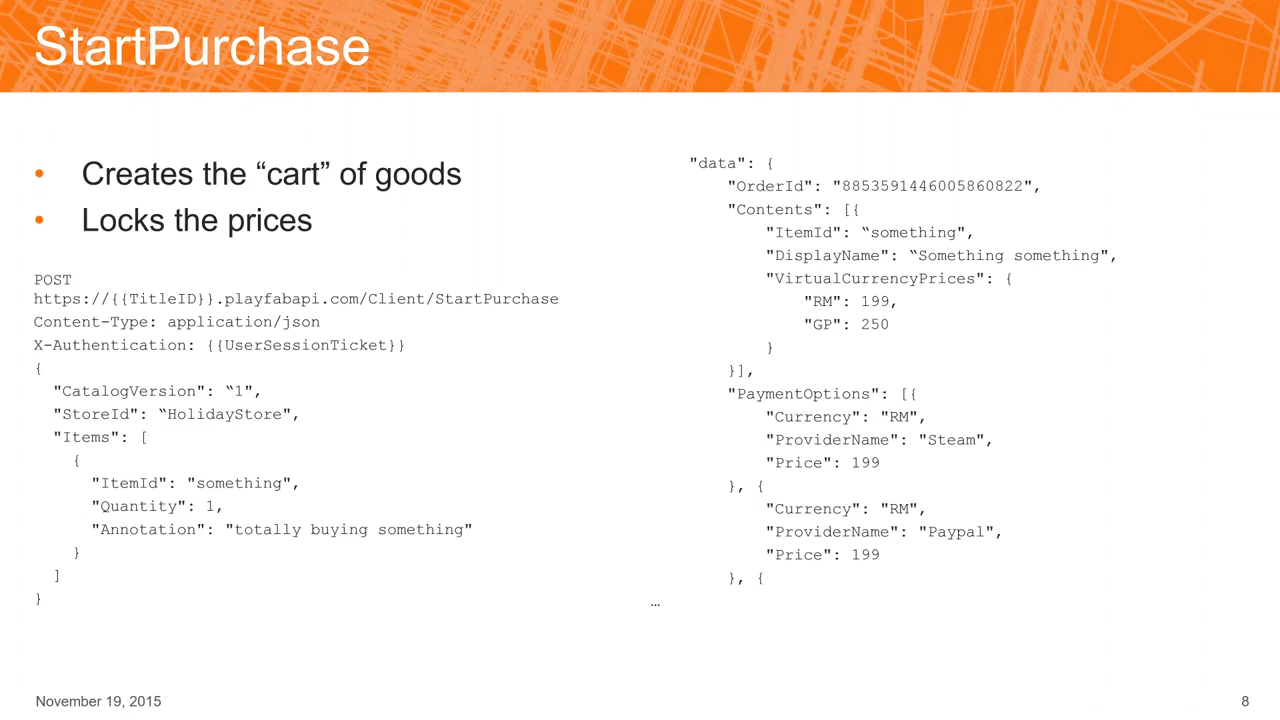 StartPurchase
• Creates the “cart” of goods
• Locks the prices
POST
https://{{TitleID}}.playfabapi.com/Client/StartPurchase
Content-Type: application/json
X-Authentication: {{UserSessionTicket}}
{
  "CatalogVersion": “1",
  "StoreId": “HolidayStore",
  "Items": [
    {
      "ItemId": "something",
      "Quantity": 1,
      "Annotation": "totally buying something"
    }
  ]
}
"data": {
    "OrderId": "8853591446005860822",
    "Contents": [{
        "ItemId": “something",
        "DisplayName": “Something something",
        "VirtualCurrencyPrices": {
            "RM": 199,
            "GP": 250
        }
    }],
    "PaymentOptions": [{
        "Currency": "RM",
        "ProviderName": "Steam",
        "Price": 199
    }, {
        "Currency": "RM",
        "ProviderName": "Paypal",
        "Price": 199
    }, {
…
November 19, 2015
8